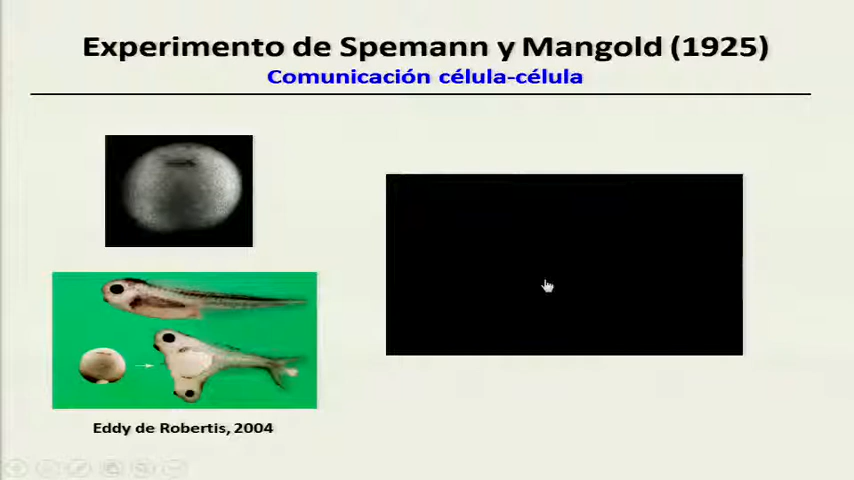 Experimento de Spemann y Mangold (1925)
Comunicación célula-célula
Eddy de Robertis, 2004